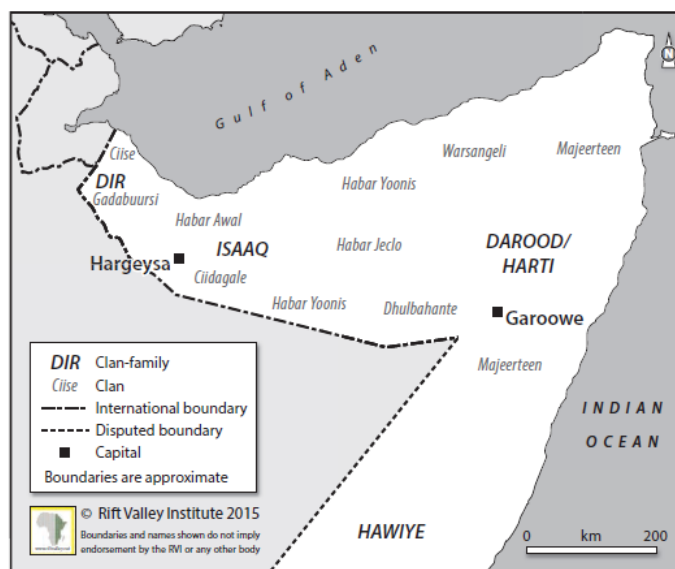 Gulf of Aden
N
Ciise
Warsangeli
Majeerteen
DIR
Habar Yoonis
Gadabuursi
Habar Awal
ISAAQ
Habar Jeclo
DAROOD/
HARTI
Hargeysa
Ciidagale
Habar Yoonis
Dhulbahante
Garoowe
Majeerteen
INDIAN
OCEAN
HAWIYE
DIR Clan-family
Ciise Clan
International boundary
Disputed boundary
Capital
Boundaries are approximate
© Rift Valley Institute 2015
Boundaries and names shown do not imply
endorsement by the RVI or any other body
0 km 200